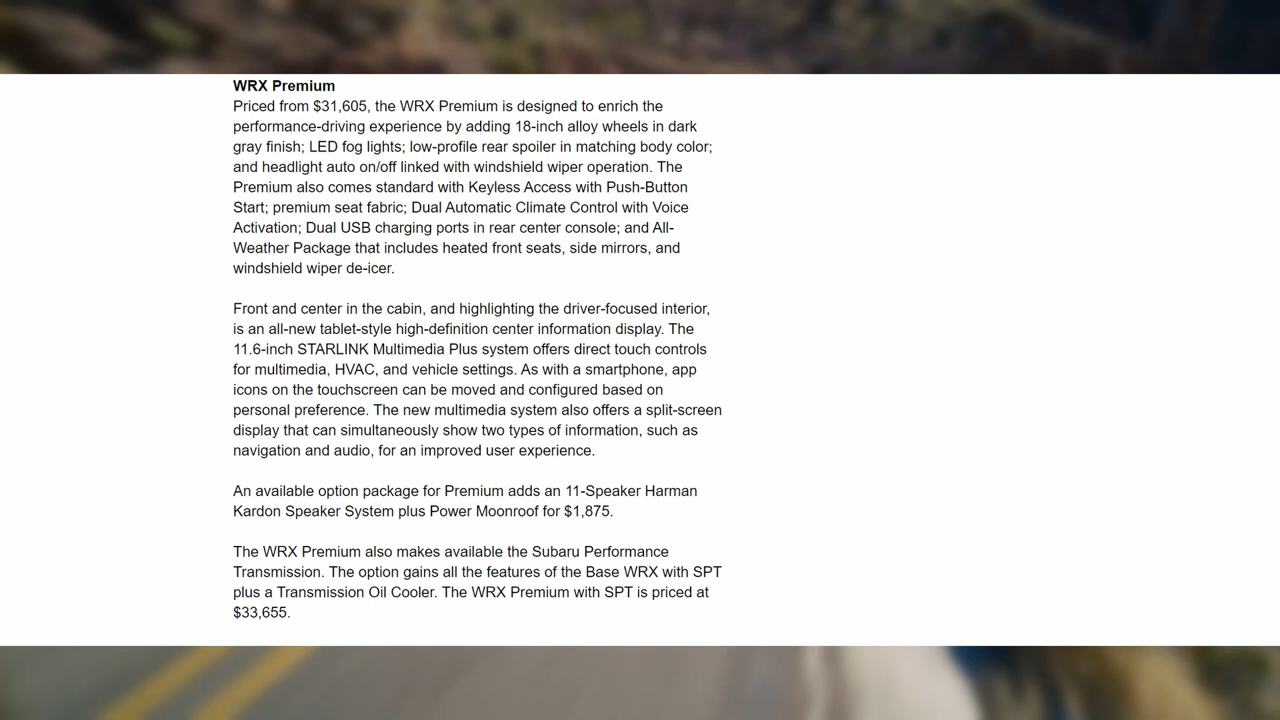 WRX Premium
Priced from $31,605, the WRX Premium is designed to enrich the
performance-driving experience by adding 18-inch alloy wheels in dark
gray finish; LED fog lights; low-profile rear spoiler in matching body color;
and headlight auto on/off linked with windshield wiper operation. The
Premium also comes standard with Keyless Access with Push-Button
Start; premium seat fabric; Dual Automatic Climate Control with Voice
Activation; Dual USB charging ports in rear center console; and All-
Weather Package that includes heated front seats, side mirrors, and
windshield wiper de-icer.
Front and center in the cabin, and highlighting the driver-focused interior,
is an all-new tablet-style high-definition center information display. The
11.6-inch STARLINK Multimedia Plus system offers direct touch controls
for multimedia, HVAC, and vehicle settings. As with a smartphone, app
icons on the touchscreen can be moved and configured based on
personal preference. The new multimedia system also offers a split-screen
display that can simultaneously show two types of information, such as
navigation and audio, for an improved user experience.
An available option package for Premium adds an 11-Speaker Harman
Kardon Speaker System plus Power Moonroof for $1,875.
The WRX Premium also makes available the Subaru Performance
Transmission. The option gains all the features of the Base WRX with SPT
plus a Transmission Oil Cooler. The WRX Premium with SPT is priced at
$33,655.